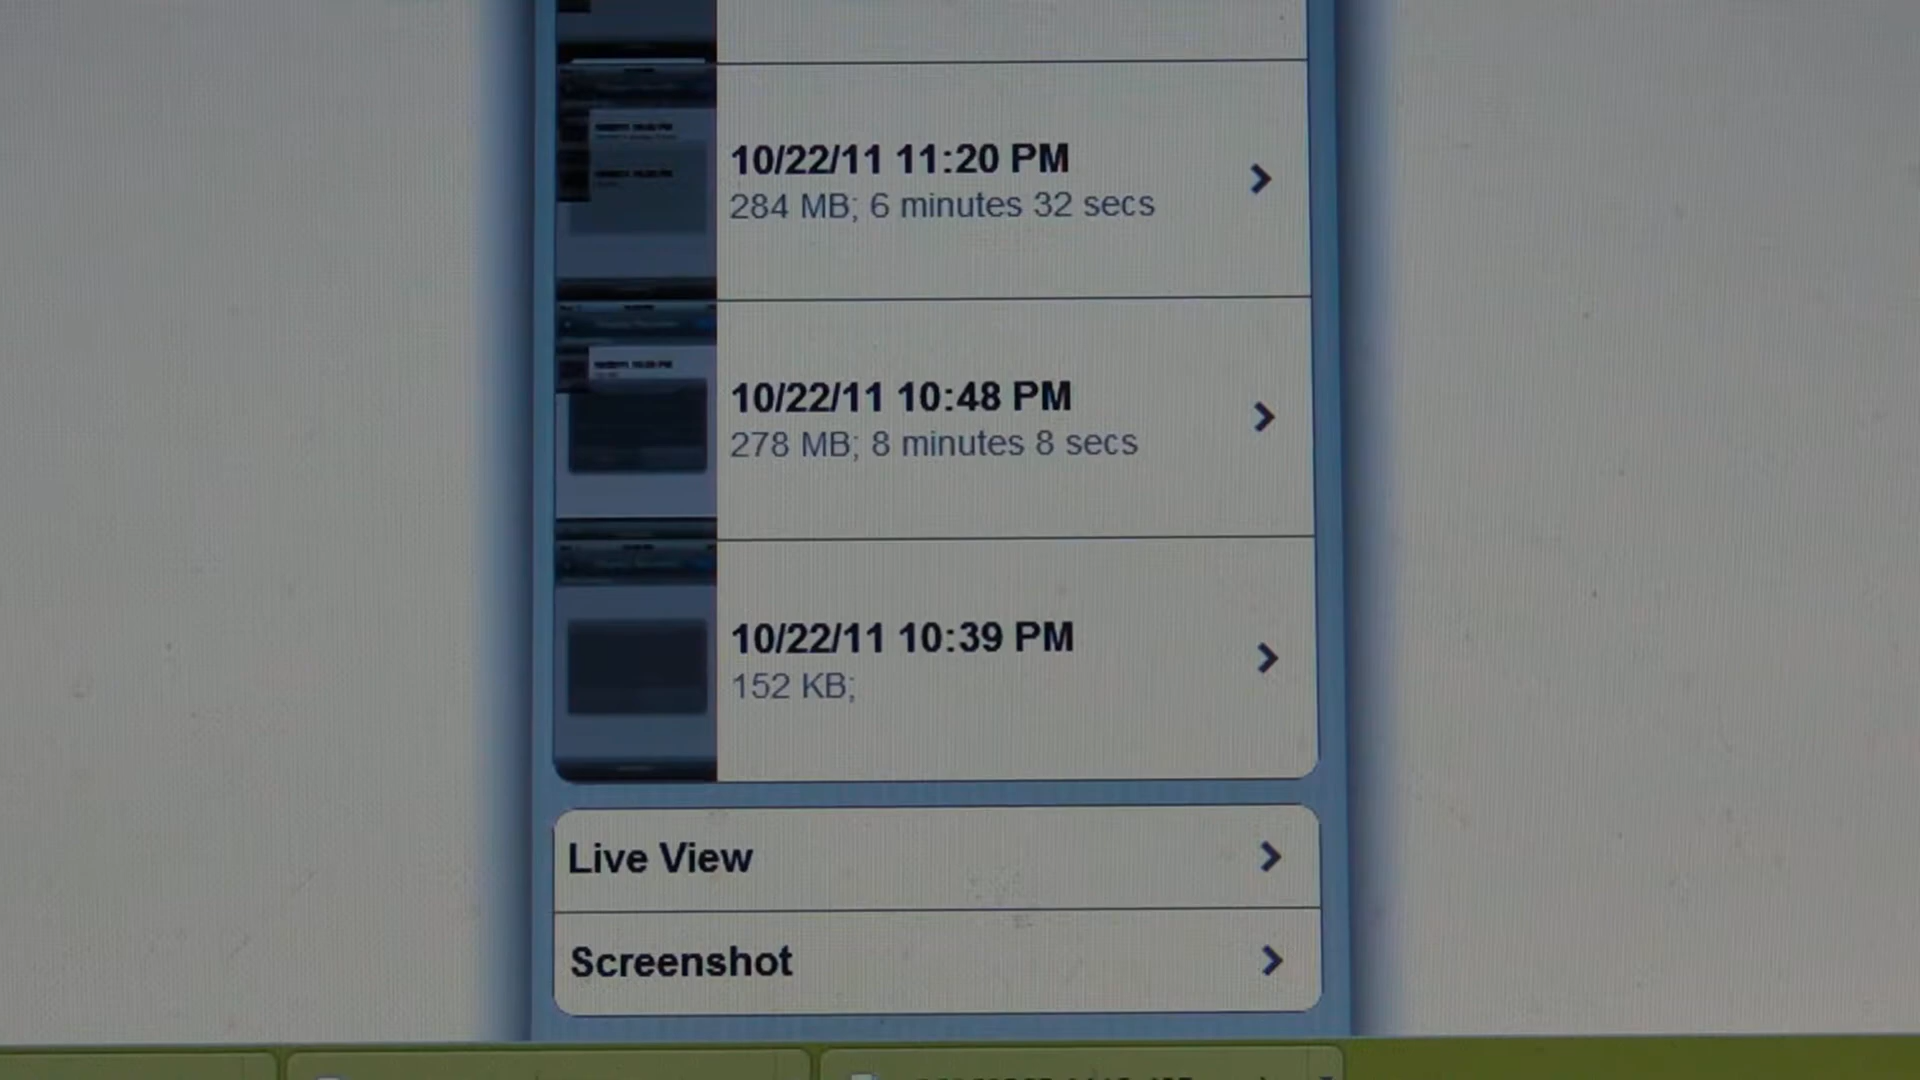 10/22/11 11:20 PM
284 MB; 6 minutes 32 secs
10/22/11 10:48 PM
278 MB; 8 minutes 8 secs
10/22/11 10:39 PM
152 KB;
Live View
Screenshot